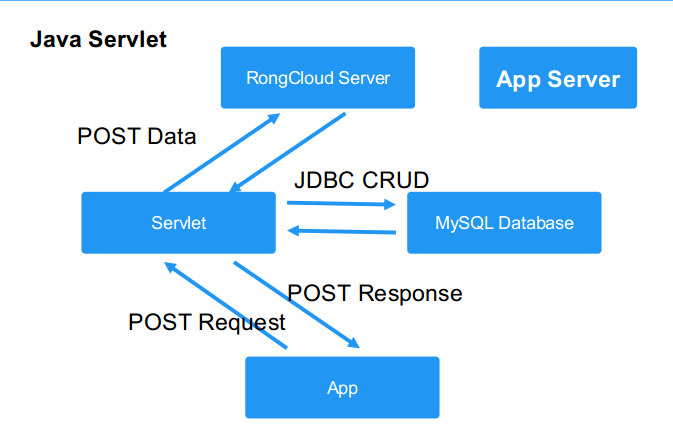 Java Servlet
RongCloud Server
App Server
POST Data
JDBC CRUD
Servlet
MySQL Database
POST Response
POST Request
App